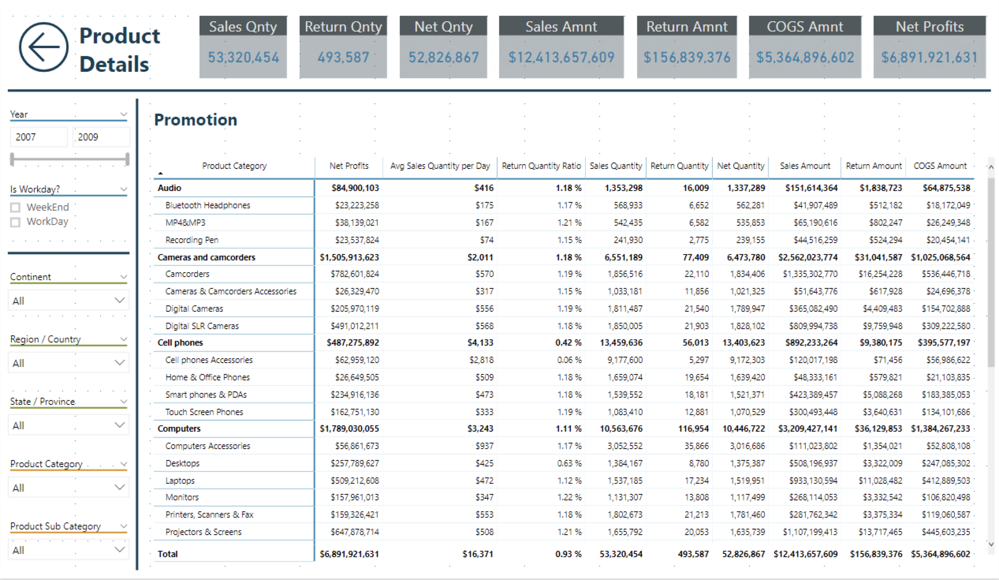 Product
Details
Sales Qnty
53,320,454
Return Qnty
493,587
Net Qnty
52,826,867
Sales Amnt
$12,413,657,609
Return Amnt
$156,839,376
COGS Amnt
$5,364,896,602
Net Profits
$6,891,921,631
Year
2007 2009
Is Workday?
WeekEnd
WorkDay
Continent
All
Region / Country
All
State / Province
All
Product Category
All
Product Sub Category
All
Promotion
Product Category Net Profits Avg Sales Quantity per Day Return Quantity Ratio Sales Quantity Return Quantity Net Quantity Sales Amount Return Amount COGS Amount
Audio $84,900,103 $416 1.18 % 1,353,298 16,009 1,337,289 $151,614,364 $1,838,723 $64,875,538
Bluetooth Headphones $23,223,258 $175 1.17 % 568,933 6,652 562,281 $41,907,489 $512,182 $18,172,049
MP4&MP3 $38,139,021 $167 1.21 % 542,435 6,582 535,853 $65,190,616 $802,247 $26,249,348
Recording Pen $23,537,824 $74 1.15 % 241,930 2,775 239,155 $44,516,259 $524,294 $20,454,141
Cameras and camcorders $1,505,913,623 $2,011 1.18 % 6,551,189 77,409 6,473,780 $2,562,023,774 $31,041,587 $1,025,068,564
Camcorders $782,601,824 $570 1.19 % 1,856,516 22,110 1,834,406 $1,335,302,770 $16,254,228 $536,446,718
Cameras & Camcorders Accessories $26,329,470 $317 1.15 % 1,033,181 11,856 1,021,325 $51,643,776 $617,928 $24,696,378
Digital Cameras $205,970,119 $556 1.19 % 1,811,487 21,540 1,789,947 $365,082,490 $4,409,483 $154,702,888
Digital SLR Cameras $491,012,211 $568 1.18 % 1,850,005 21,903 1,828,102 $809,994,738 $9,759,948 $309,222,580
Cell phones $487,275,892 $4,133 0.42 % 13,459,636 56,013 13,403,623 $892,233,264 $9,380,175 $395,577,197
Cell phones Accessories $62,959,120 $2,818 0.06 % 9,177,600 5,297 9,172,303 $120,017,198 $71,456 $56,986,622
Home & Office Phones $26,649,505 $509 1.18 % 1,659,074 19,654 1,639,420 $48,333,161 $579,821 $21,103,835
Smart phones & PDAs $234,916,136 $473 1.18 % 1,539,552 18,181 1,521,371 $423,389,457 $5,088,268 $183,385,053
Touch Screen Phones $162,751,130 $333 1.19 % 1,083,410 12,881 1,070,529 $300,493,448 $3,640,631 $134,101,686
Computers $1,789,030,055 $3,243 1.11 % 10,563,676 116,954 10,446,722 $3,209,427,141 $36,129,853 $1,384,267,233
Computers Accessories $56,861,673 $937 1.17 % 3,052,552 35,866 3,016,686 $111,023,802 $1,354,021 $52,808,108
Desktops $257,789,627 $425 0.63 % 1,384,167 8,780 1,375,387 $508,196,937 $3,322,009 $247,085,302
Laptops $509,212,608 $472 1.12 % 1,537,185 17,234 1,519,951 $933,130,594 $11,028,482 $412,889,503
Monitors $157,961,013 $347 1.22 % 1,131,307 13,808 1,117,499 $268,114,053 $3,332,542 $106,820,498
Printers, Scanners & Fax $159,326,421 $553 1.18 % 1,802,673 21,213 1,781,460 $281,762,342 $3,375,334 $119,060,587
Projectors & Screens $647,878,714 $508 1.21 % 1,655,792 20,053 1,635,739 $1,107,199,413 $13,717,465 $445,603,235
Total $6,891,921,631 $16,371 0.93 % 53,320,454 493,587 52,826,867 $12,413,657,609 $156,839,376 $5,364,896,602